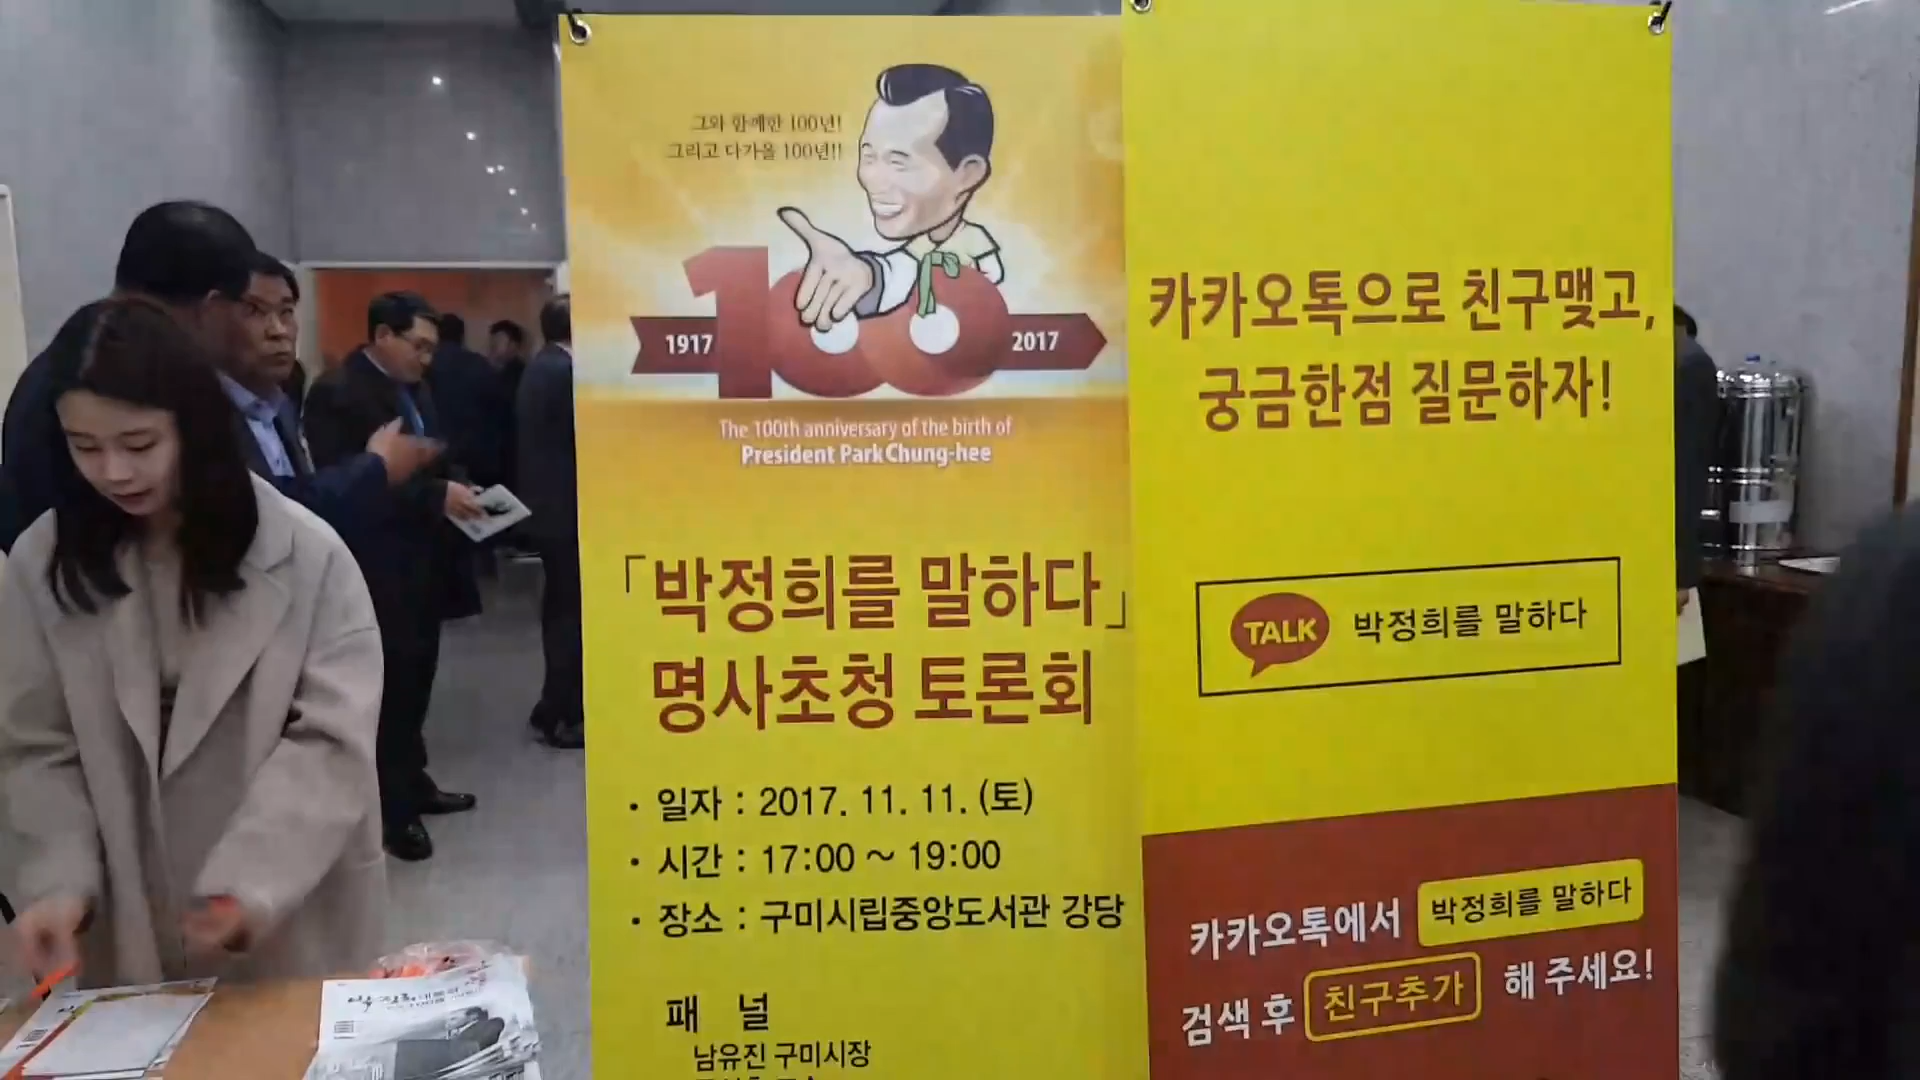 그와 함께한 100년!
그리고 다가올 100년!!
100
1917
2017
The 100th anniversary of the birth of
President Park Chung-hee
「박정희를 말하다」
명사초청 토론회
• 일자 : 2017. 11. 11. (토)
• 시간 : 17:00 ~ 19:00
• 장소 : 구미시립중앙도서관 강당
패 널
남유진 구미시장
카카오톡으로 친구맺고,
궁금한점 질문하자!
TALK 박정희를 말하다
카카오톡에서 박정희를 말하다
검색 후 친구추가 해 주세요!